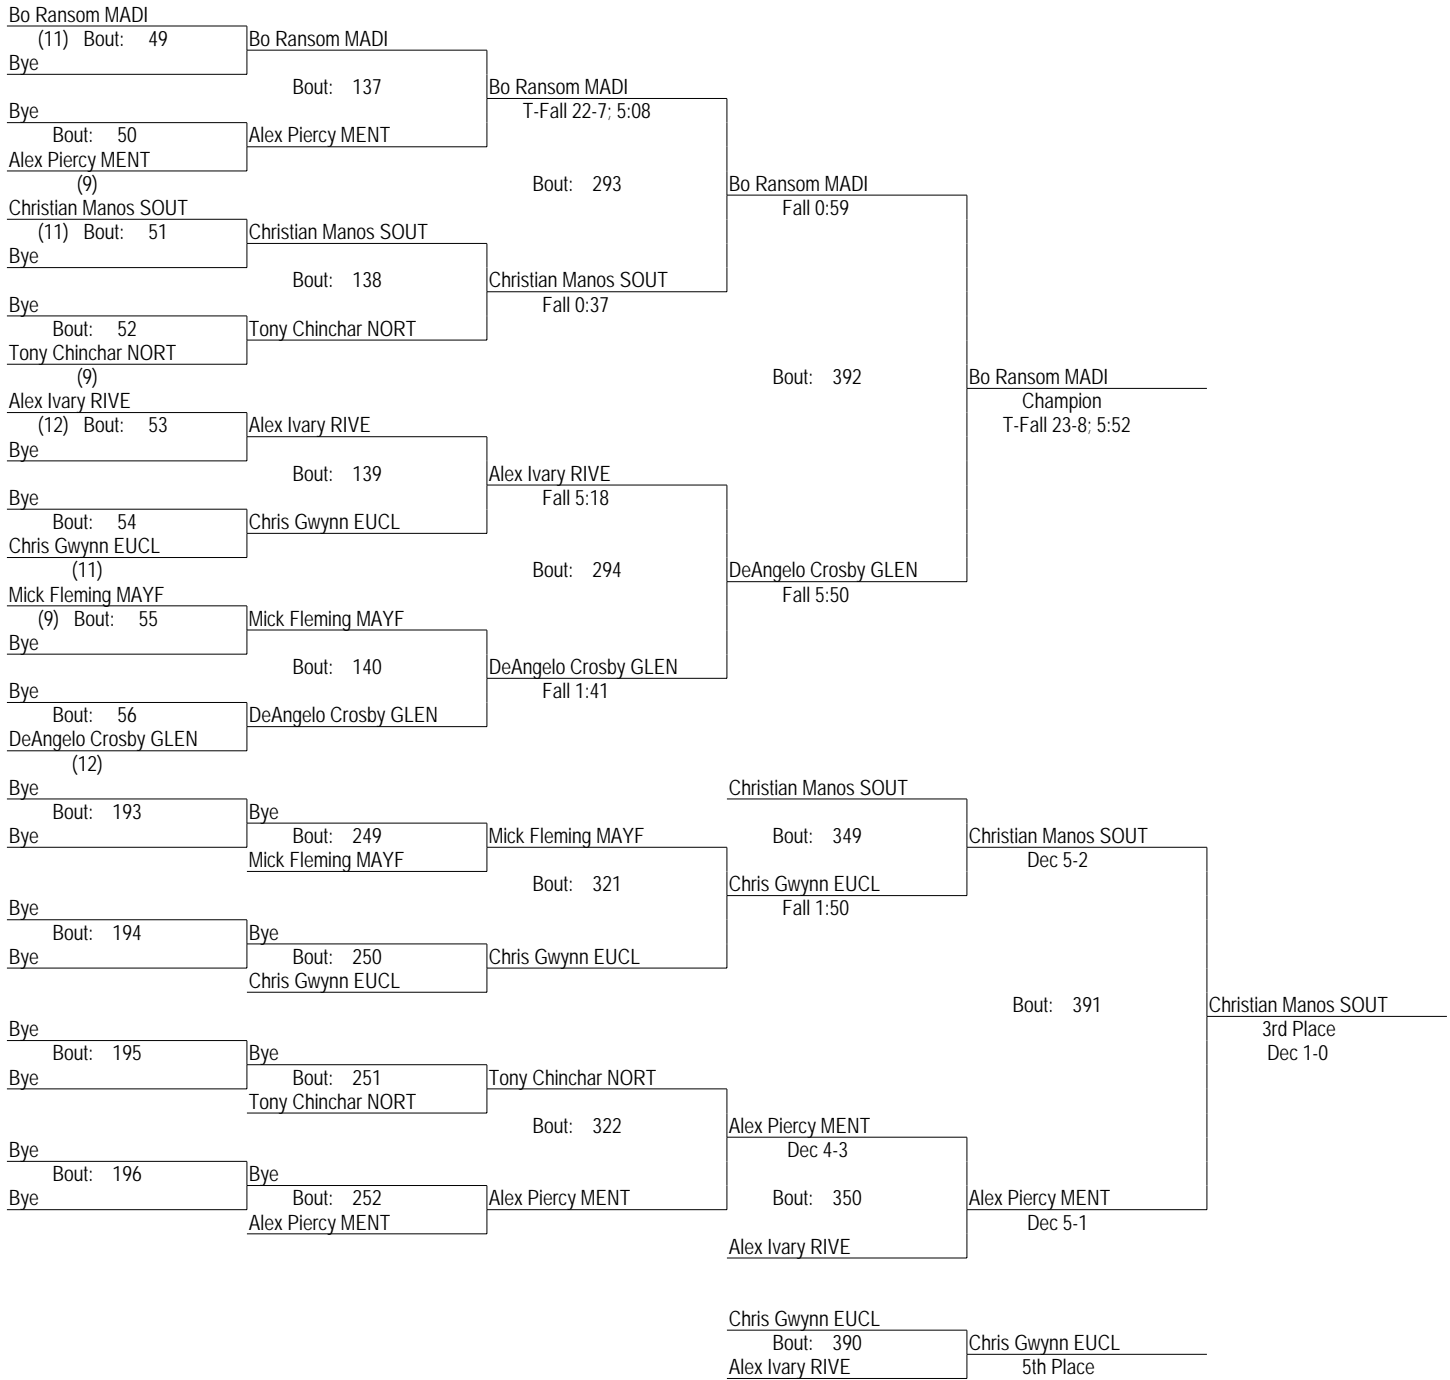 Bo Ransom MADI
(11) Bout: 49 Bo Ransom MADI
Bye
Bout: 137 Bo Ransom MADI
Bye T-Fall 22-7; 5:08
Bout: 50 Alex Piercy MENT
Alex Piercy MENT
(9) Bout: 293 Bo Ransom MADI
Christian Manos SOUT Fall 0:59
(11) Bout: 51 Christian Manos SOUT
Bye
Bout: 138 Christian Manos SOUT
Bye Fall 0:37
Bout: 52 Tony Chinchar NORT
Tony Chinchar NORT
(9) Bout: 392 Bo Ransom MADI
Alex Ivary RIVE Champion
(12) Bout: 53 Alex Ivary RIVE T-Fall 23-8; 5:52
Bye
Bout: 139 Alex Ivary RIVE
Bye Fall 5:18
Bout: 54 Chris Gwynn EUCL
Chris Gwynn EUCL
(11) Bout: 294 DeAngelo Crosby GLEN
Mick Fleming MAYF Fall 5:50
(9) Bout: 55 Mick Fleming MAYF
Bye
Bout: 140 DeAngelo Crosby GLEN
Bye Fall 1:41
Bout: 56 DeAngelo Crosby GLEN
DeAngelo Crosby GLEN
(12)
Bye Christian Manos SOUT
Bout: 193 Bye
Bye Bout: 249 Mick Fleming MAYF Bout: 349 Christian Manos SOUT
Mick Fleming MAYF Dec 5-2
Bout: 321 Chris Gwynn EUCL
Bye Fall 1:50
Bout: 194 Bye
Bye Bout: 250 Chris Gwynn EUCL
Chris Gwynn EUCL
Bout: 391 Christian Manos SOUT
Bye 3rd Place
Bout: 195 Bye Dec 1-0
Bye Bout: 251 Tony Chinchar NORT
Tony Chinchar NORT
Bout: 322 Alex Piercy MENT
Bye Dec 4-3
Bout: 196 Bye
Bye Bout: 252 Alex Piercy MENT Bout: 350 Alex Piercy MENT
Alex Piercy MENT Dec 5-1
Alex Ivary RIVE
Chris Gwynn EUCL
Bout: 390 Chris Gwynn EUCL
Alex Ivary RIVE 5th Place